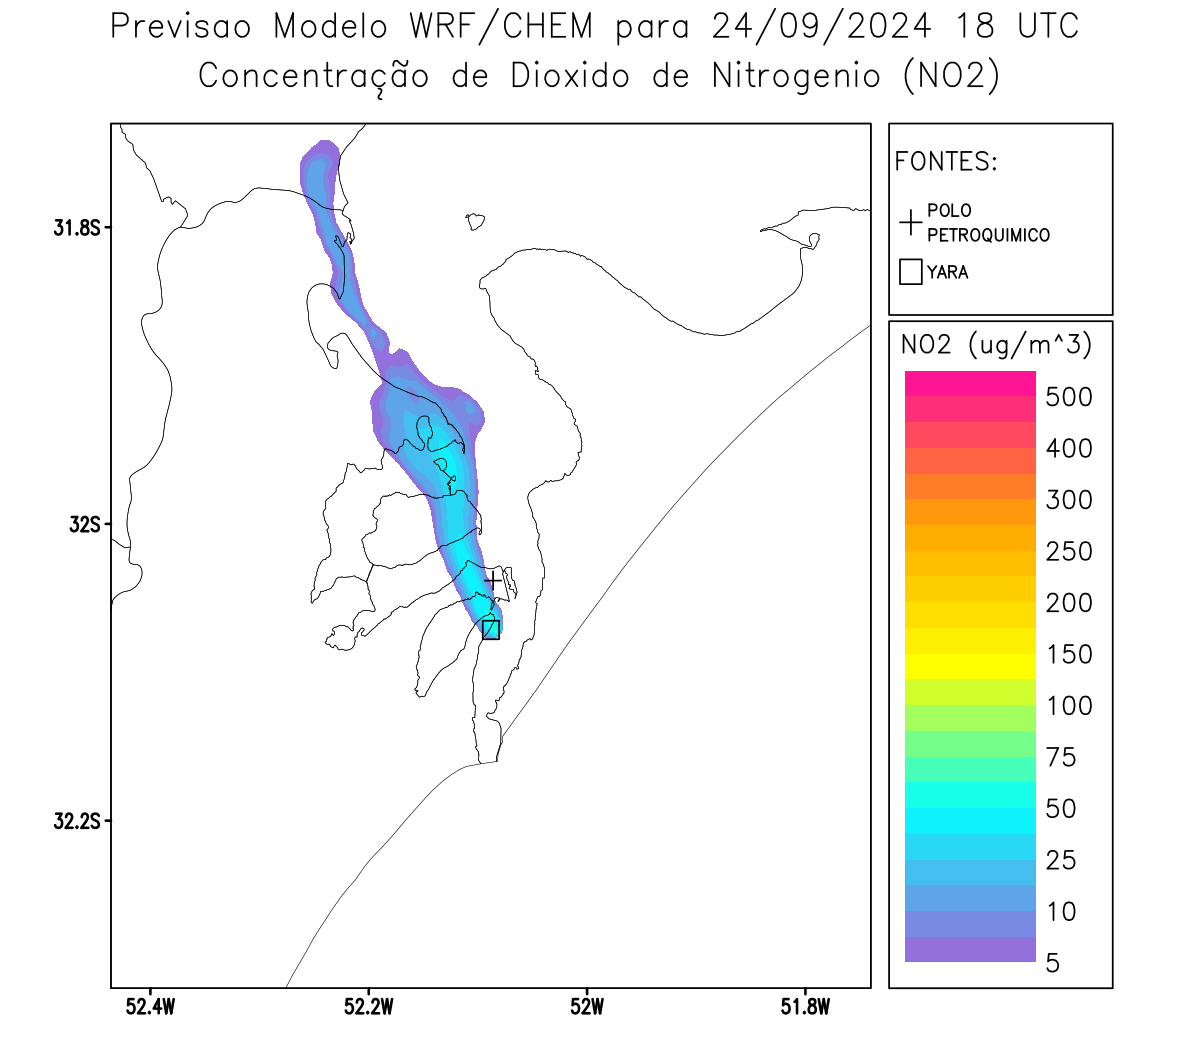 Previsao Modelo WRF/CHEM para 24/09/2024 18 UTC
Concentração de Dioxido de Nitrogenio (NO2)
FONTES:
POLO
PETROQUIMICO
YARA
NO2 (ug/m^3)
500
400
300
250
200
150
100
75
50
25
10
5
31.8S
32S
32.2S
52.4W
52.2W
52W
51.8W